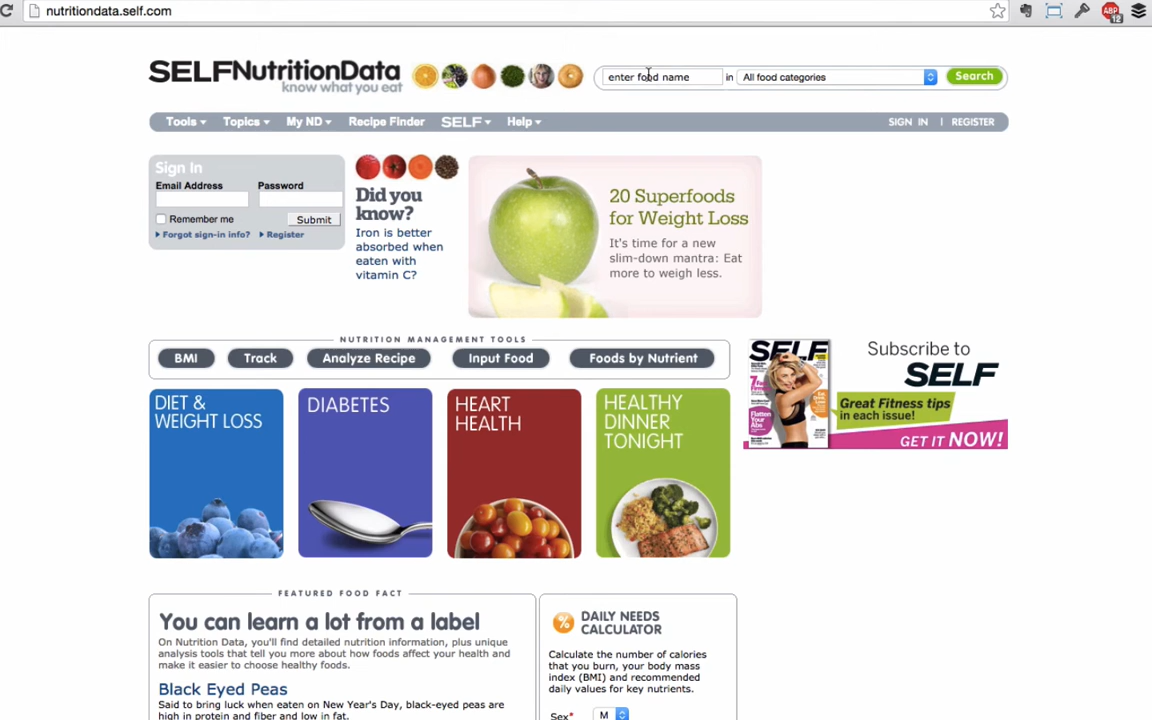 nutritiondata.self.com
ABP
12
SELFNutritionData
know what you eat
enter food name in All food categories Search
Tools Topics My ND Recipe Finder SELF Help SIGN IN | REGISTER
Sign In
Email Address Password
Remember me Submit
Forgot sign-in info? Register
Did you
know?
Iron is better
absorbed when
eaten with
vitamin C?
20 Superfoods
for Weight Loss
It's time for a new
slim-down mantra: Eat
more to weigh less.
NUTRITION MANAGEMENT TOOLS
BMI Track Analyze Recipe Input Food Foods by Nutrient
DIET &
WEIGHT LOSS
DIABETES
HEART
HEALTH
HEALTHY
DINNER
TONIGHT
SELF
Flatten
Your
Abs
Subscribe to
SELF
Great Fitness tips
in each issue!
GET IT NOW!
FEATURED FOOD FACT
You can learn a lot from a label
On Nutrition Data, you'll find detailed nutrition information, plus unique
analysis tools that tell you more about how foods affect your health and
make it easier to choose healthy foods.
Black Eyed Peas
Said to bring luck when eaten on New Year's Day, black-eyed peas are
high in protein and fiber and low in fat.
% DAILY NEEDS
CALCULATOR
Calculate the number of calories
that you burn, your body mass
index (BMI) and recommended
daily values for key nutrients.
Sex* M